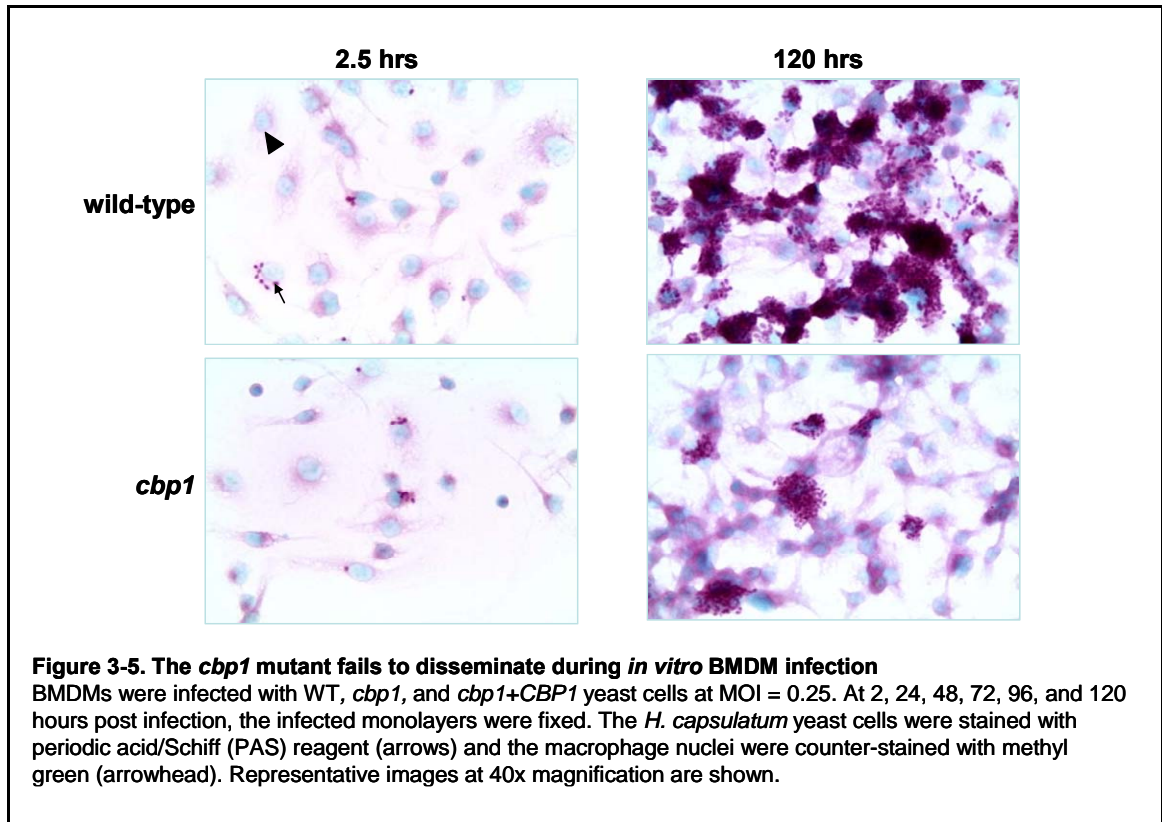 2.5 hrs 120 hrs
wild-type
cbp1
Figure 3-5. The cbp1 mutant fails to disseminate during in vitro BMDM infection
BMDMs were infected with WT, cbp1, and cbp1+CBP1 yeast cells at MOI = 0.25. At 2, 24, 48, 72, 96, and 120
hours post infection, the infected monolayers were fixed. The H. capsulatum yeast cells were stained with
periodic acid/Schiff (PAS) reagent (arrows) and the macrophage nuclei were counter-stained with methyl
green (arrowhead). Representative images at 40x magnification are shown.